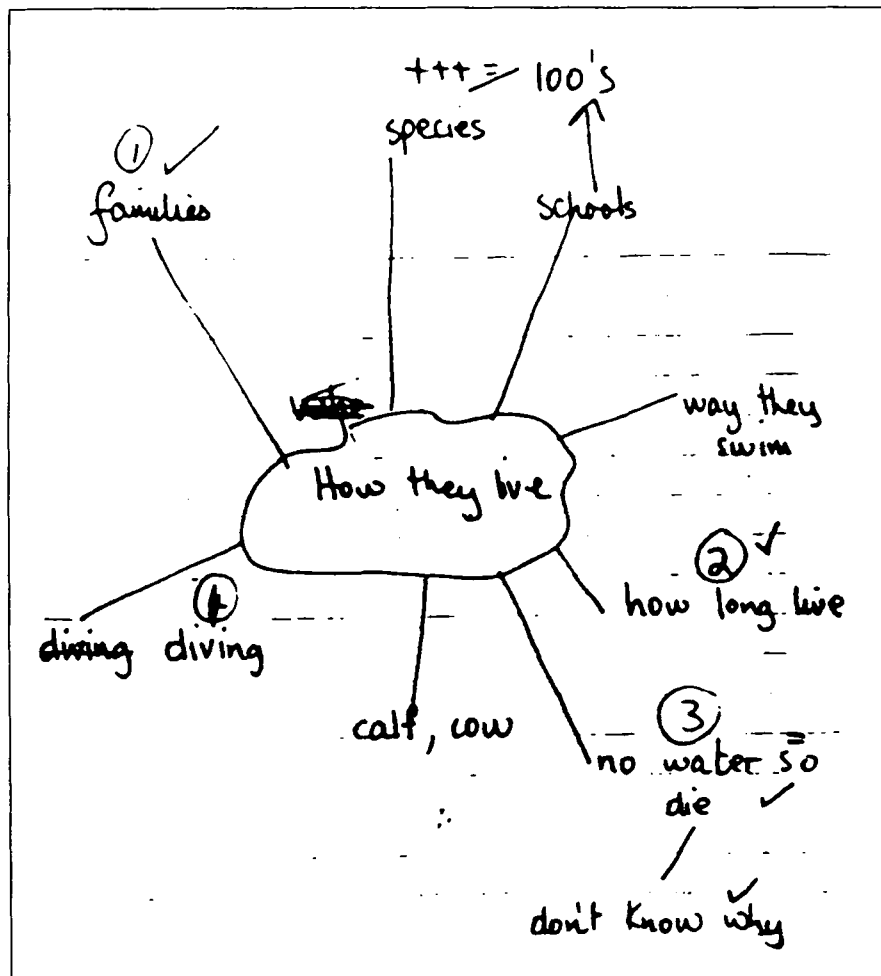 +++ = 100's
species
① ✓
families
schools
way they
swim
How they live
② ✓
how long live
④
diving diving
calf, cow
③
no water so
die ✓
don't know why ✓